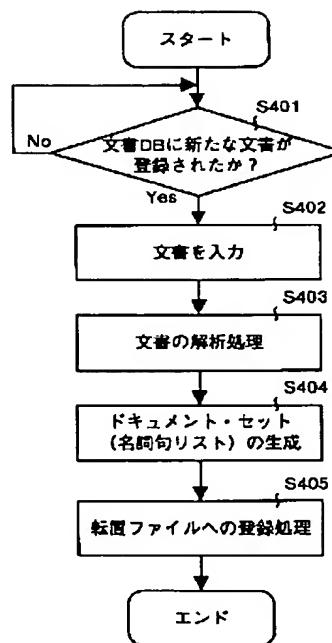 スタート
S401
文書DBに新たな文書が
登録されたか?
No
Yes
S402
文書を入力
S403
文書の解析処理
S404
ドキュメント・セット
(名詞句リスト)の生成
S405
転置ファイルへの登録処理
エンド